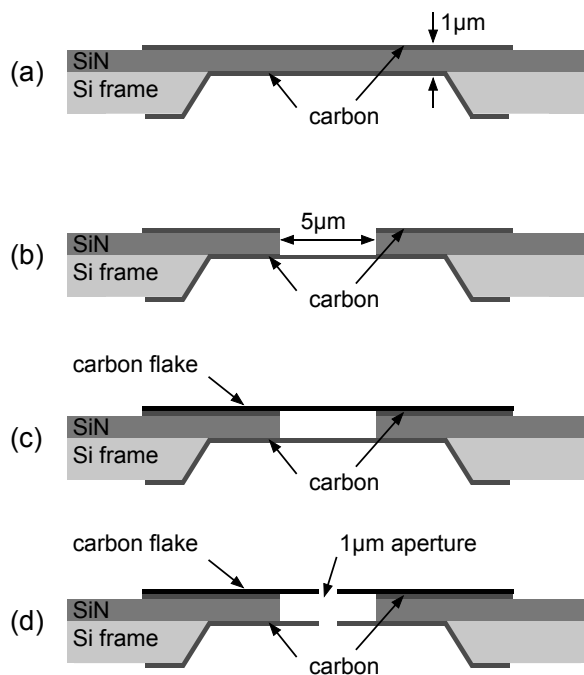 1µm
(a)
SiN
Si frame
carbon
5µm
(b)
SiN
Si frame
carbon
carbon flake
(c)
SiN
Si frame
carbon
carbon flake
1µm aperture
(d)
SiN
Si frame
carbon